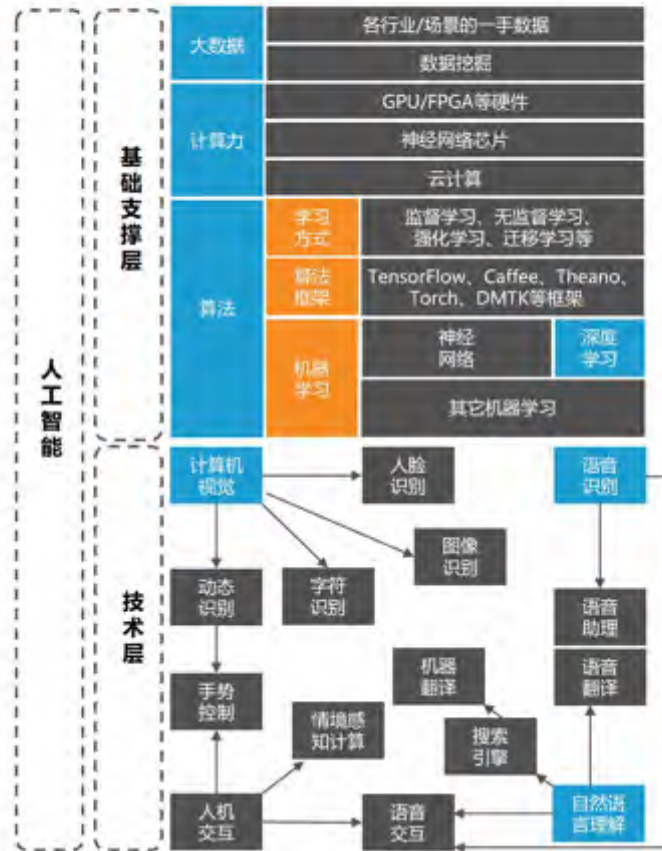 人工智能
基础支撑层
大数据
各行业/场景的一手数据
数据挖掘
计算力
GPU/FPGA等硬件
神经网络芯片
云计算
算法
学习
方式
监督学习、无监督学习、
强化学习、迁移学习等
算法
框架
TensorFlow、Caffee、Theano、
Torch、DMTK等框架
机器
学习
神经
网络
深度
学习
其它机器学习
技术层
计算机
视觉
人脸
识别
语音
识别
图像
识别
动态
识别
字符
识别
语音
助理
手势
控制
机器
翻译
语音
翻译
情境感
知计算
搜索
引擎
人机
交互
语音
交互
自然语
言理解